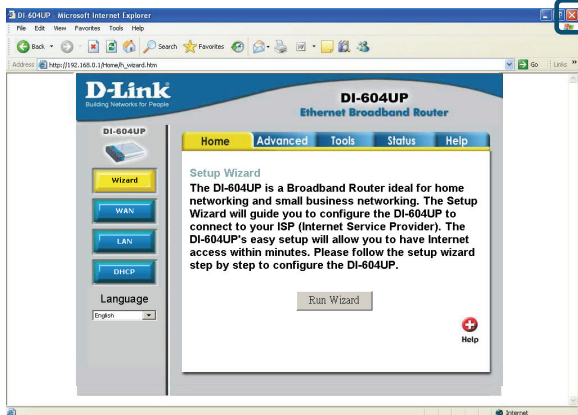 DI-604UP - Microsoft Internet Explorer
File Edit View Favorites Tools Help
Back Search Favorites
Address http://192.168.0.1/Home/h_wizard.htm Go Links »
D-Link
Building Networks for People
DI-604UP
Ethernet Broadband Router
DI-604UP
Home Advanced Tools Status Help
Wizard
WAN
LAN
DHCP
Language
English
Setup Wizard
The DI-604UP is a Broadband Router ideal for home
networking and small business networking. The Setup
Wizard will guide you to configure the DI-604UP to
connect to your ISP (Internet Service Provider). The
DI-604UP's easy setup will allow you to have Internet
access within minutes. Please follow the setup wizard
step by step to configure the DI-604UP.
Run Wizard
Help
Internet